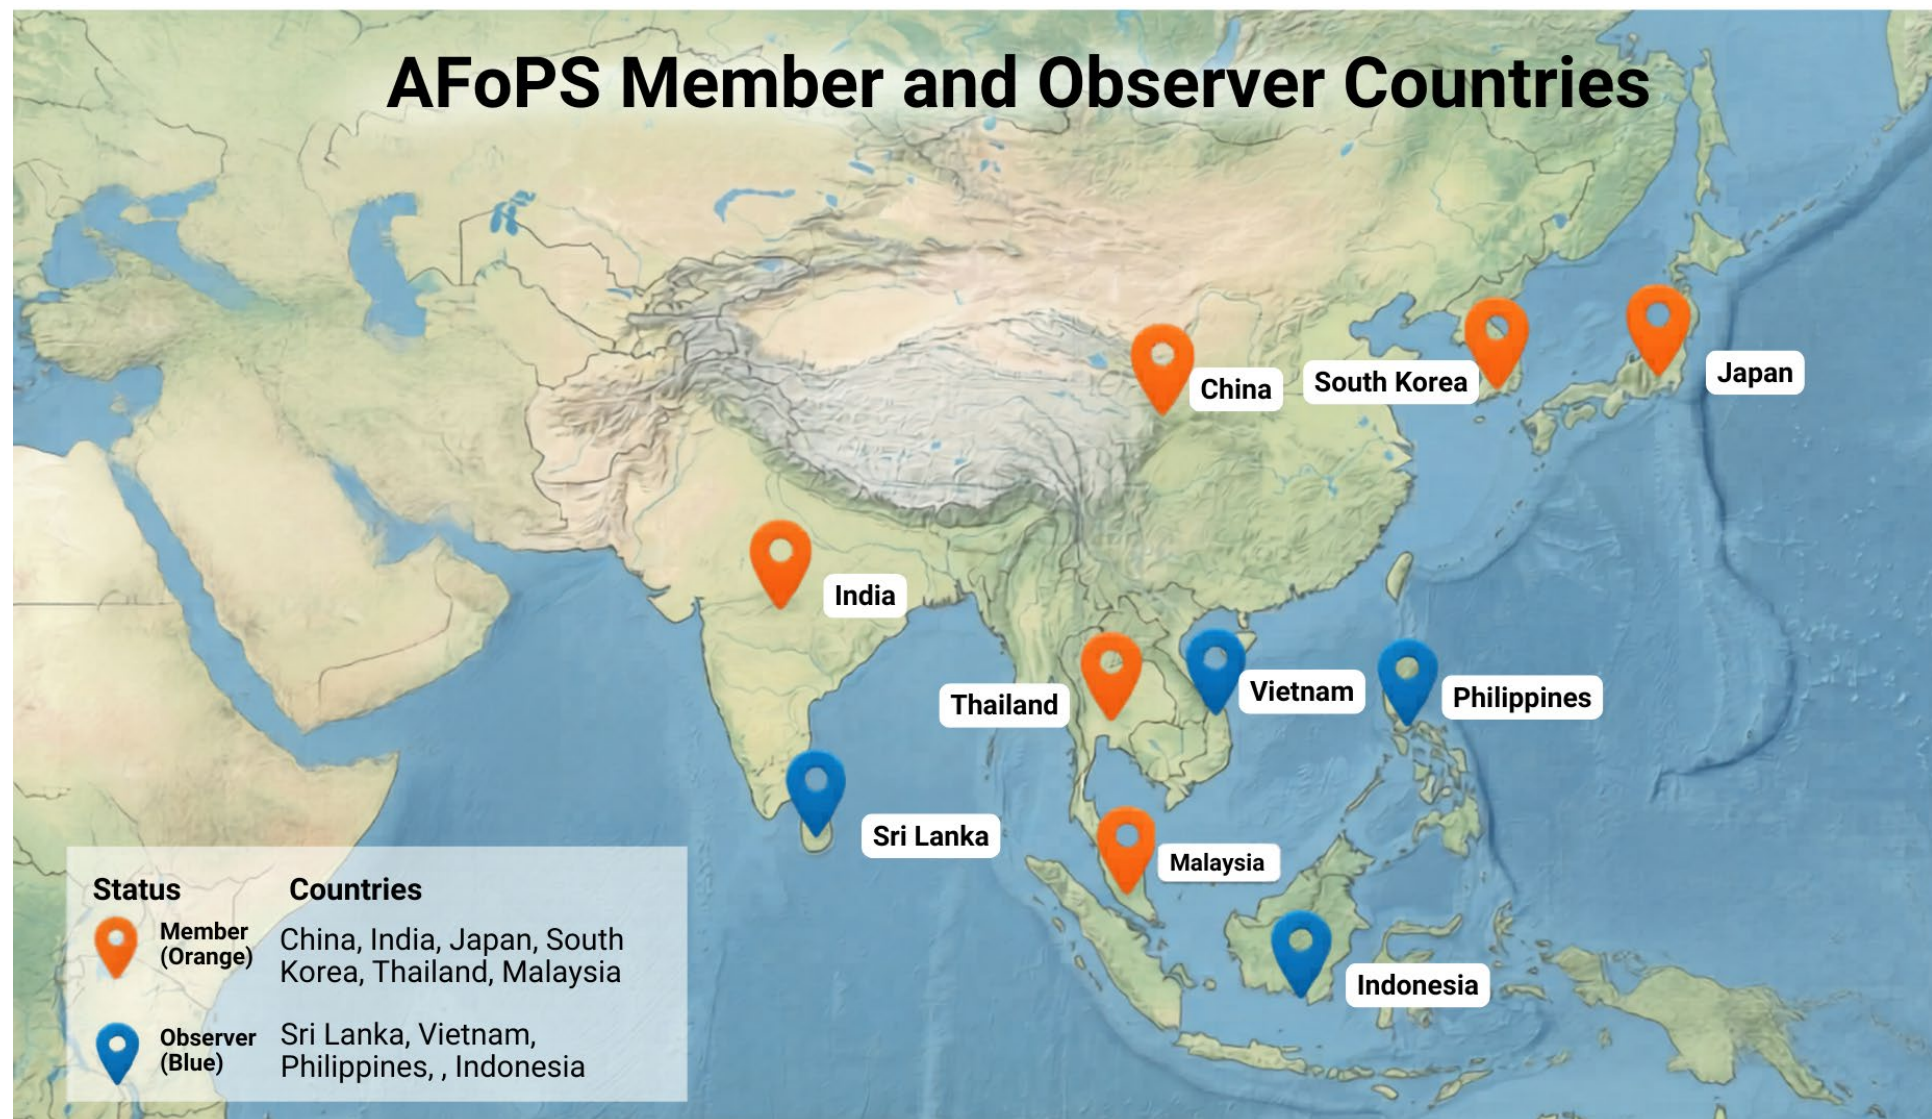 AFoPS Member and Observer Countries
China
South Korea
Japan
India
Thailand
Vietnam
Philippines
Sri Lanka
Malaysia
Indonesia
Status Countries
Member
(Orange)
China, India, Japan, South
Korea, Thailand, Malaysia
Observer
(Blue)
Sri Lanka, Vietnam,
Philippines, , Indonesia